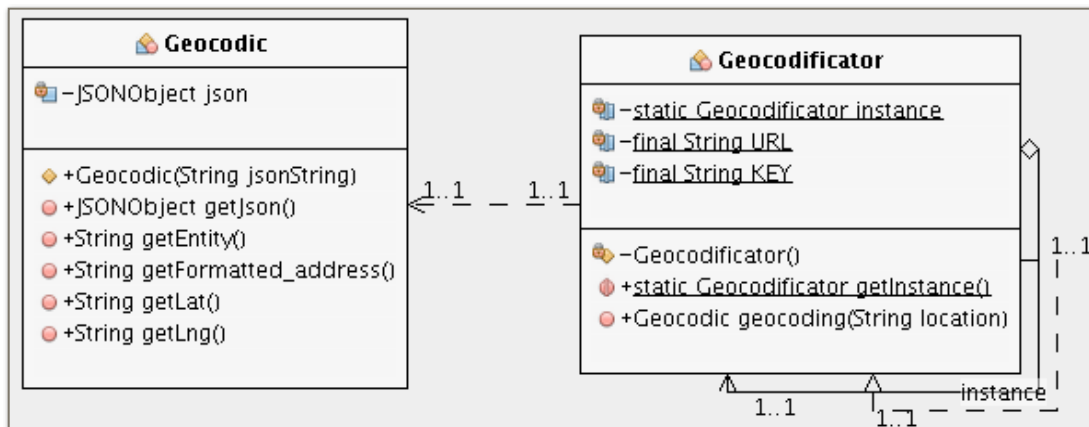 Geocodic
-JSONObject json
+Geocodic(String jsonString)
+JSONObject getJson()
+String getEntity()
+String getFormatted_address()
+String getLat()
+String getLng()
1..1
1..1
Geocodificator
-static Geocodificator instance
-final String URL
-final String KEY
-Geocodificator()
+static Geocodificator getInstance()
+Geocodic geocoding(String location)
1..1
instance
1..1
1..1